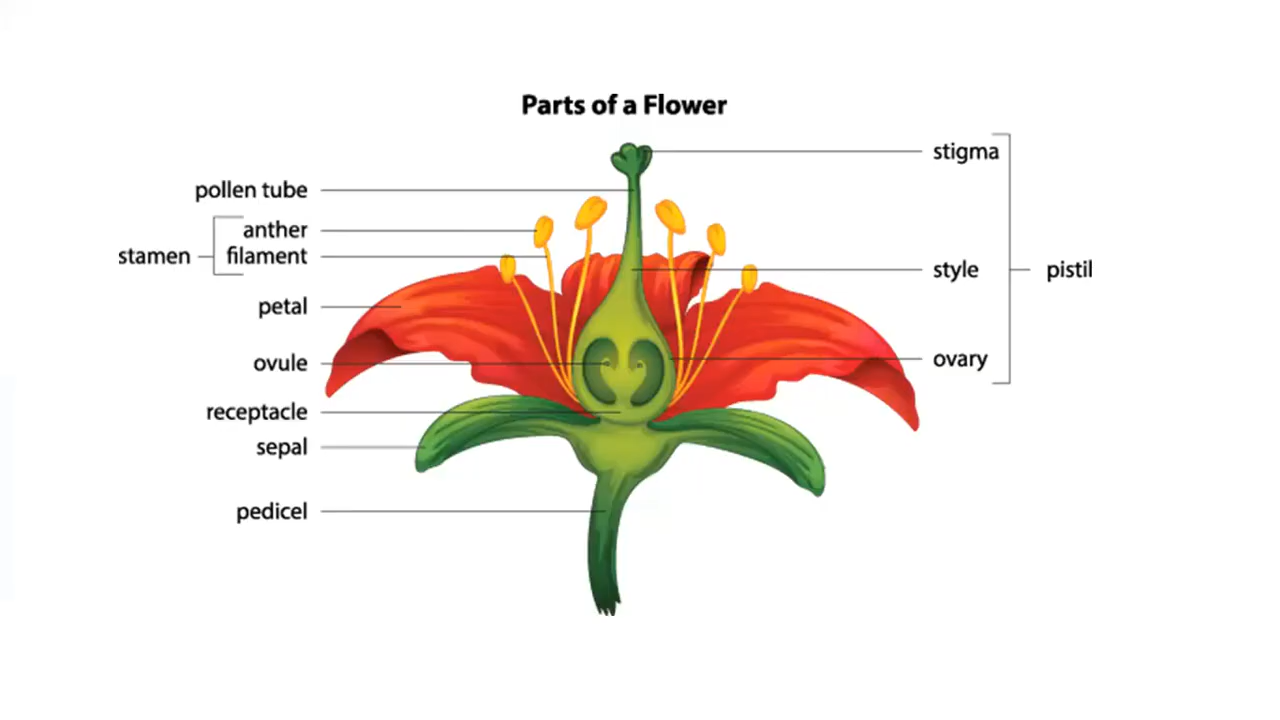 Parts of a Flower
stigma
pollen tube
anther
stamen
filament
style
pistil
petal
ovule
ovary
receptacle
sepal
pedicel